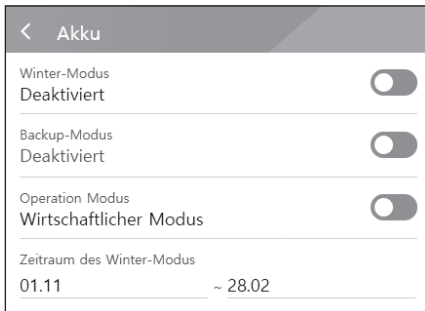 Akku
Winter-Modus
Deaktiviert
Backup-Modus
Deaktiviert
Operation Modus
Wirtschaftlicher Modus
Zeitraum des Winter-Modus
01.11 ~ 28.02